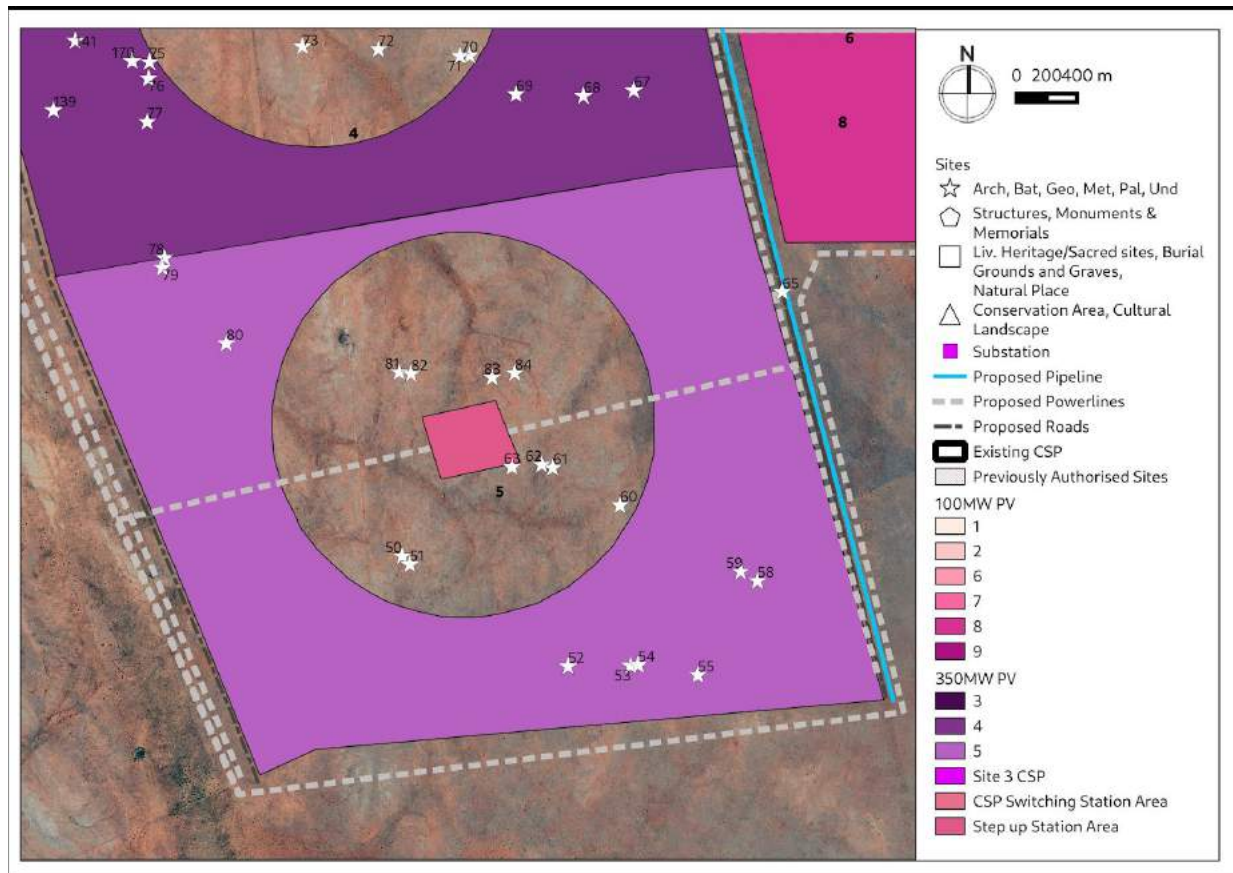 141
170
75
76
139
77
73
72
70
71
69
68
67
4
6
8
78
79
80
81
82
83
84
65
63
62
61
5
60
50
51
59
58
52
53
54
55
N
0 200400 m
Sites
Arch, Bat, Geo, Met, Pal, Und
Structures, Monuments &
Memorials
Liv. Heritage/Sacred sites, Burial
Grounds and Graves,
Natural Place
Conservation Area, Cultural
Landscape
Substation
Proposed Pipeline
Proposed Powerlines
Proposed Roads
Existing CSP
Previously Authorised Sites
100MW PV
1
2
6
7
8
9
350MW PV
3
4
5
Site 3 CSP
CSP Switching Station Area
Step up Station Area